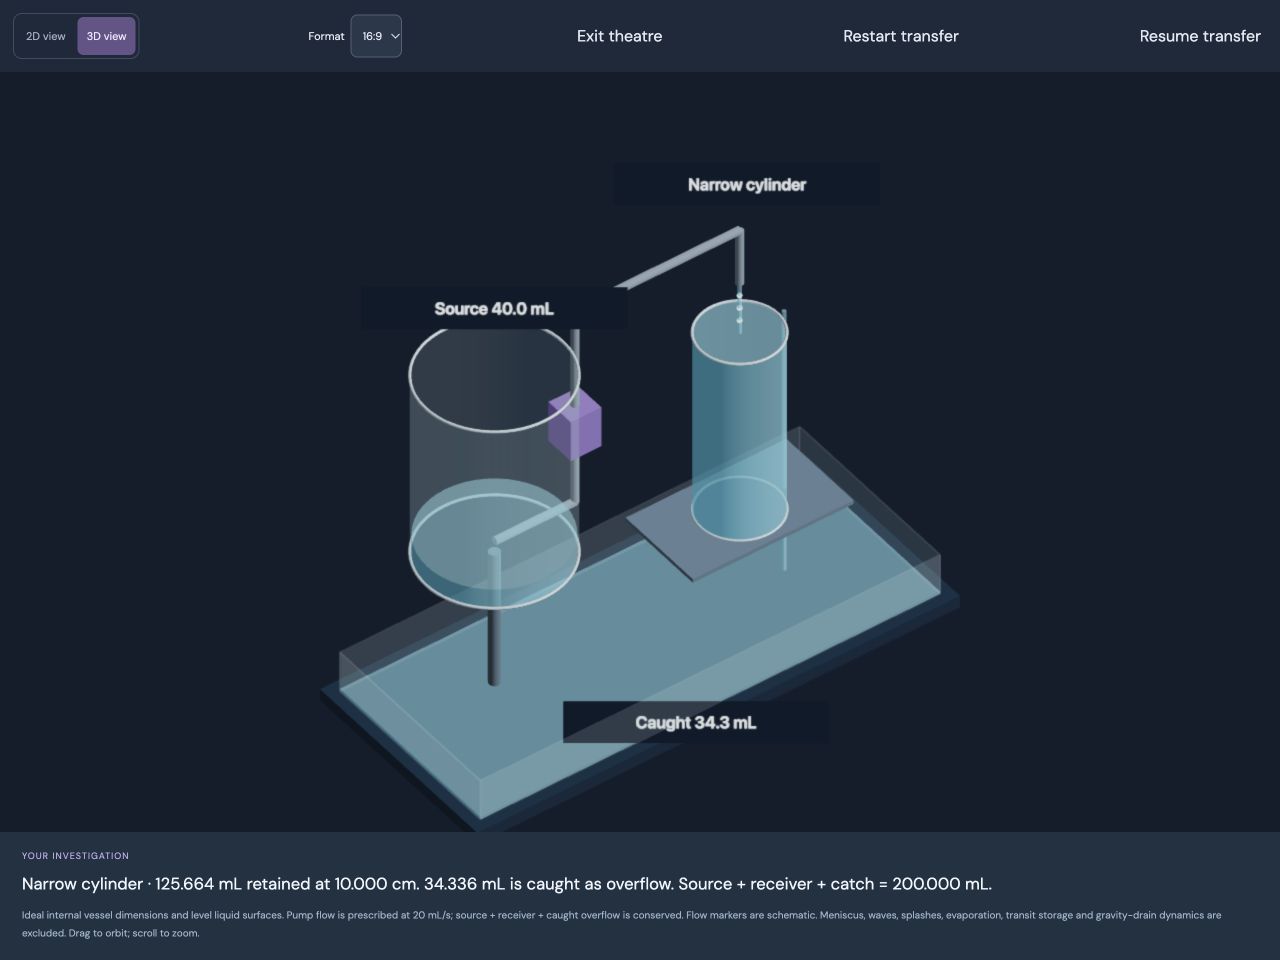 2D view
3D view
Format
16:9
Exit theatre
Restart transfer
Resume transfer
Narrow cylinder
Source 40.0 mL
Caught 34.3 mL
YOUR INVESTIGATION
Narrow cylinder · 125.664 mL retained at 10.000 cm. 34.336 mL is caught as overflow. Source + receiver + catch = 200.000 mL.
Ideal internal vessel dimensions and level liquid surfaces. Pump flow is prescribed at 20 mL/s; source + receiver + caught overflow is conserved. Flow markers are schematic. Meniscus, waves, splashes, evaporation, transit storage and gravity-drain dynamics are
excluded. Drag to orbit; scroll to zoom.